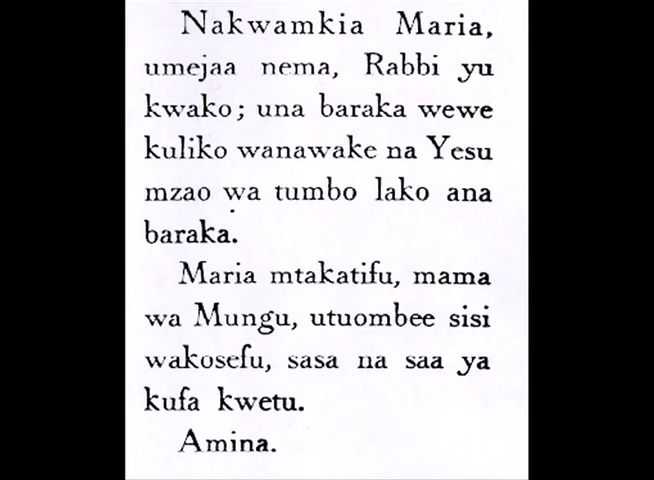 Nakwamkia Maria,
umejaa nema, Rabbi yu
kwako; una baraka wewe
kuliko wanawake na Yesu
mzao wa tumbo lako ana
baraka.
Maria mtakatifu, mama
wa Mungu, utuombee sisi
wakosefu, sasa na saa ya
kufa kwetu.
Amina.